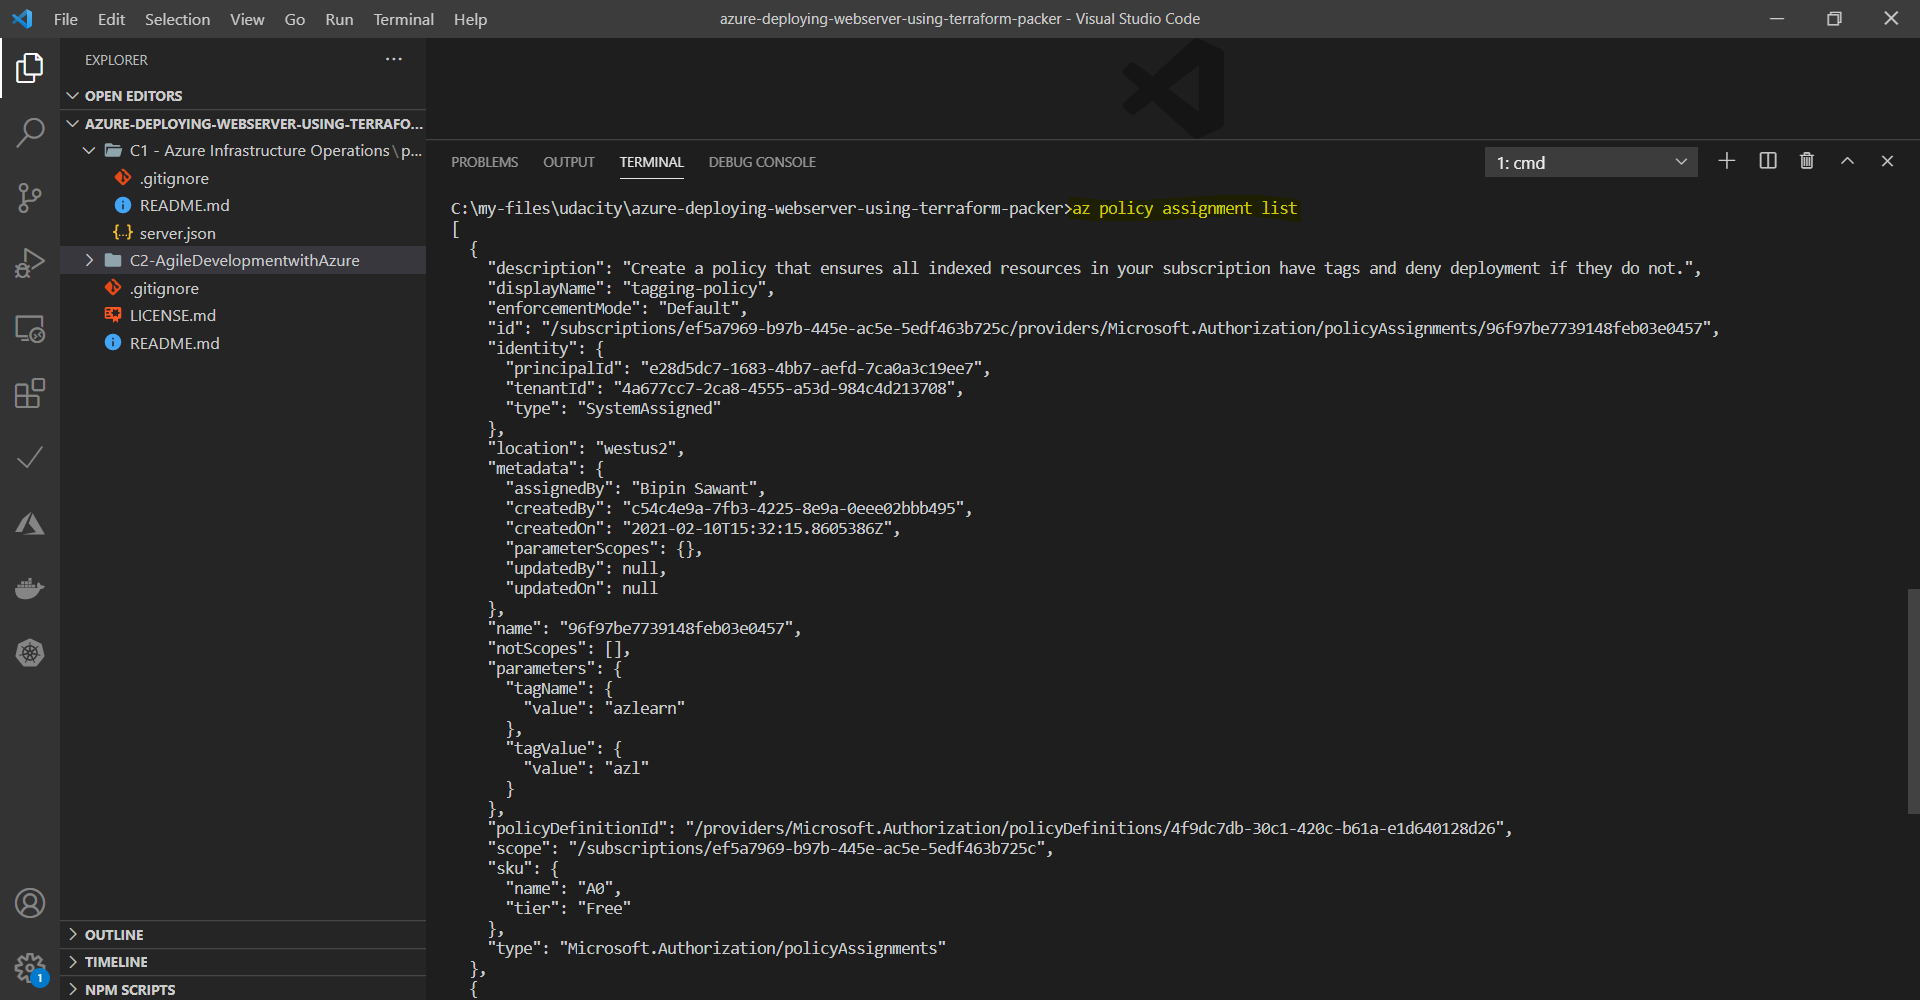 File Edit Selection View Go Run Terminal Help
azure-deploying-webserver-using-terraform-packer - Visual Studio Code
EXPLORER
OPEN EDITORS
AZURE-DEPLOYING-WEBSERVER-USING-TERRAFO...
C1 - Azure Infrastructure Operations\p...
.gitignore
README.md
server.json
C2-AgileDevelopmentwithAzure
.gitignore
LICENSE.md
README.md
OUTLINE
TIMELINE
NPM SCRIPTS
1
PROBLEMS OUTPUT TERMINAL DEBUG CONSOLE
1: cmd
C:\my-files\udacity\azure-deploying-webserver-using-terraform-packer>az policy assignment list
[
  {
    "description": "Create a policy that ensures all indexed resources in your subscription have tags and deny deployment if they do not.",
    "displayName": "tagging-policy",
    "enforcementMode": "Default",
    "id": "/subscriptions/ef5a7969-b97b-445e-ac5e-5edf463b725c/providers/Microsoft.Authorization/policyAssignments/96f97be7739148feb03e0457",
    "identity": {
      "principalId": "e28d5dc7-1683-4bb7-aefd-7ca0a3c19ee7",
      "tenantId": "4a677cc7-2ca8-4555-a53d-984c4d213708",
      "type": "SystemAssigned"
    },
    "location": "westus2",
    "metadata": {
      "assignedBy": "Bipin Sawant",
      "createdBy": "c54c4e9a-7fb3-4225-8e9a-0eee02bbb495",
      "createdOn": "2021-02-10T15:32:15.8605386Z",
      "parameterScopes": {},
      "updatedBy": null,
      "updatedOn": null
    },
    "name": "96f97be7739148feb03e0457",
    "notScopes": [],
    "parameters": {
      "tagName": {
        "value": "azlearn"
      },
      "tagValue": {
        "value": "azl"
      }
    },
    "policyDefinitionId": "/providers/Microsoft.Authorization/policyDefinitions/4f9dc7db-30c1-420c-b61a-e1d640128d26",
    "scope": "/subscriptions/ef5a7969-b97b-445e-ac5e-5edf463b725c",
    "sku": {
      "name": "A0",
      "tier": "Free"
    },
    "type": "Microsoft.Authorization/policyAssignments"
  },
  {